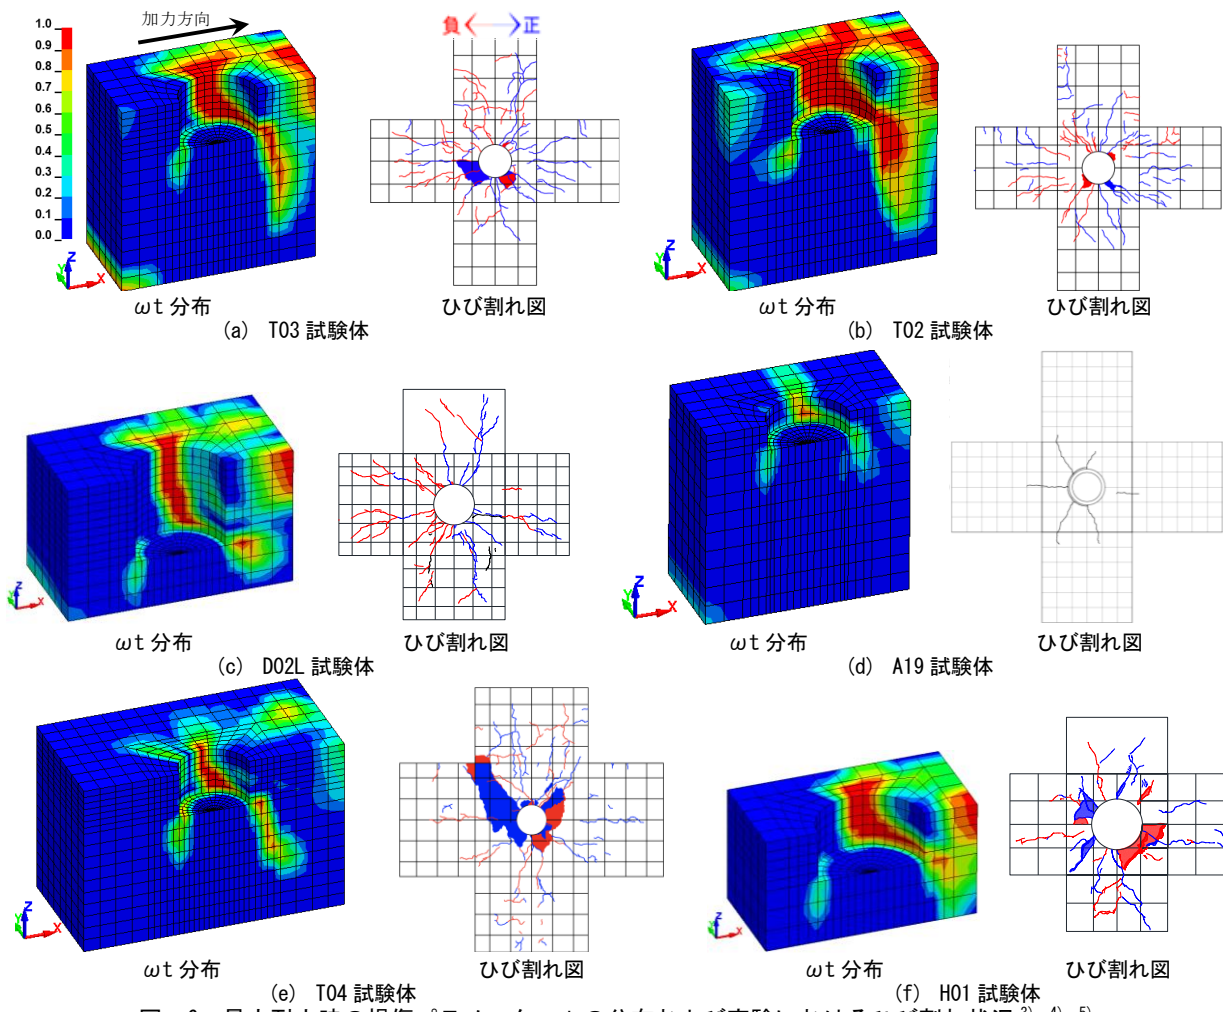 1.0
0.9
0.8
0.7
0.6
0.5
0.4
0.3
0.2
0.1
0.0
加力方向
負 正
Z
Y
X
ωt 分布
ひび割れ図
(a) T03 試験体
Z
Y
X
ωt 分布
ひび割れ図
(b) T02 試験体
Z
Y
X
ωt 分布
ひび割れ図
(c) D02L 試験体
Z
Y
X
ωt 分布
ひび割れ図
(d) A19 試験体
Z
Y
X
ωt 分布
ひび割れ図
(e) T04 試験体
Z
Y
X
ωt 分布
ひび割れ図
(f) H01 試験体